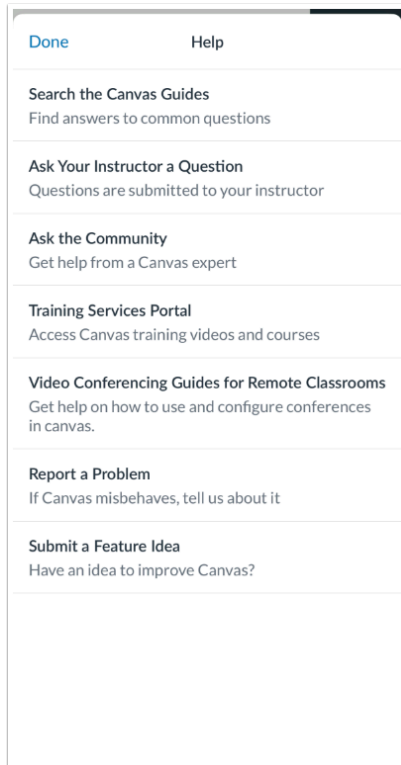 Done Help
Search the Canvas Guides
Find answers to common questions
Ask Your Instructor a Question
Questions are submitted to your instructor
Ask the Community
Get help from a Canvas expert
Training Services Portal
Access Canvas training videos and courses
Video Conferencing Guides for Remote Classrooms
Get help on how to use and configure conferences
in canvas.
Report a Problem
If Canvas misbehaves, tell us about it
Submit a Feature Idea
Have an idea to improve Canvas?